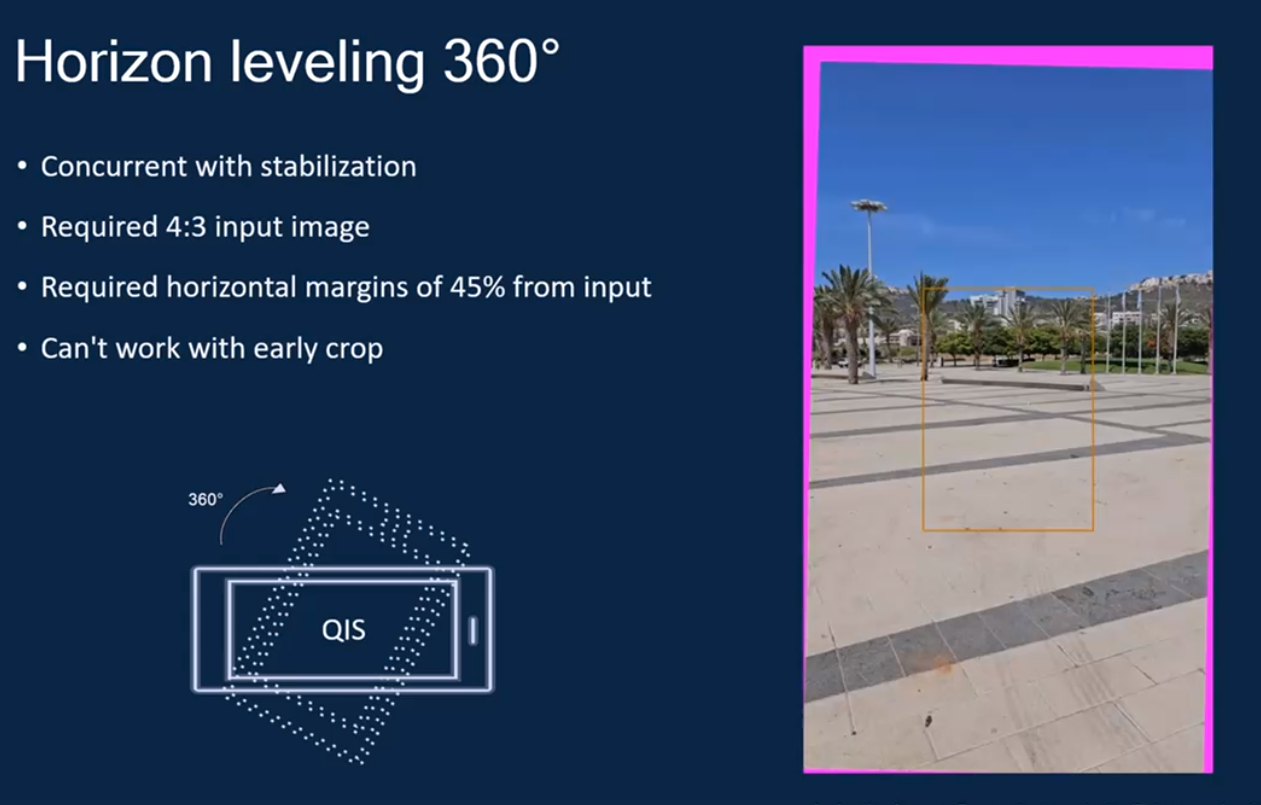 Horizon leveling 360°
• Concurrent with stabilization
• Required 4:3 input image
• Required horizontal margins of 45% from input
• Can't work with early crop
360°
QIS